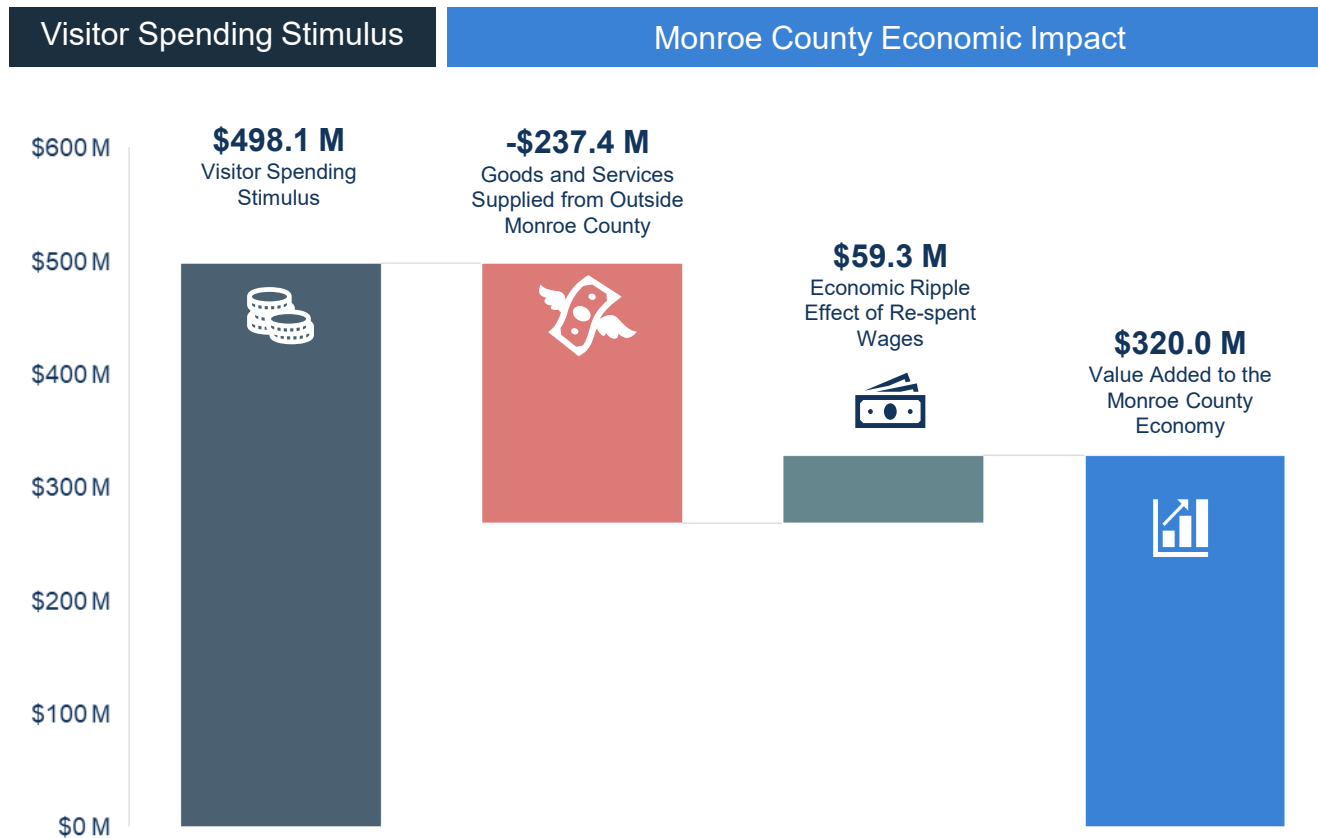 Visitor Spending Stimulus
Monroe County Economic Impact
$600 M
$500 M
$400 M
$300 M
$200 M
$100 M
$0 M
$498.1 M
Visitor Spending
Stimulus
-$237.4 M
Goods and Services
Supplied from Outside
Monroe County
$59.3 M
Economic Ripple
Effect of Re-spent
Wages
$320.0 M
Value Added to the
Monroe County
Economy